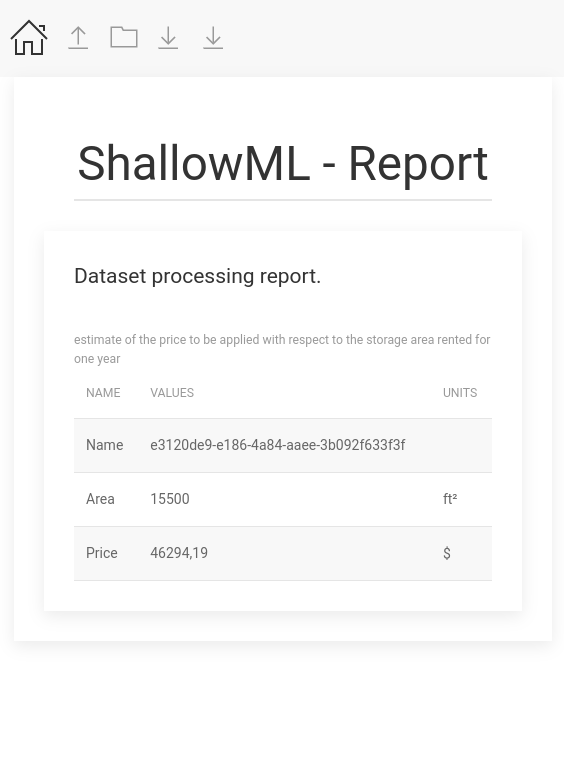 ShallowML - Report
Dataset processing report.
estimate of the price to be applied with respect to the storage area rented for
one year
NAME VALUES UNITS
Name e3120de9-e186-4a84-aaee-3b092f633f3f
Area 15500 ft²
Price 46294,19 $